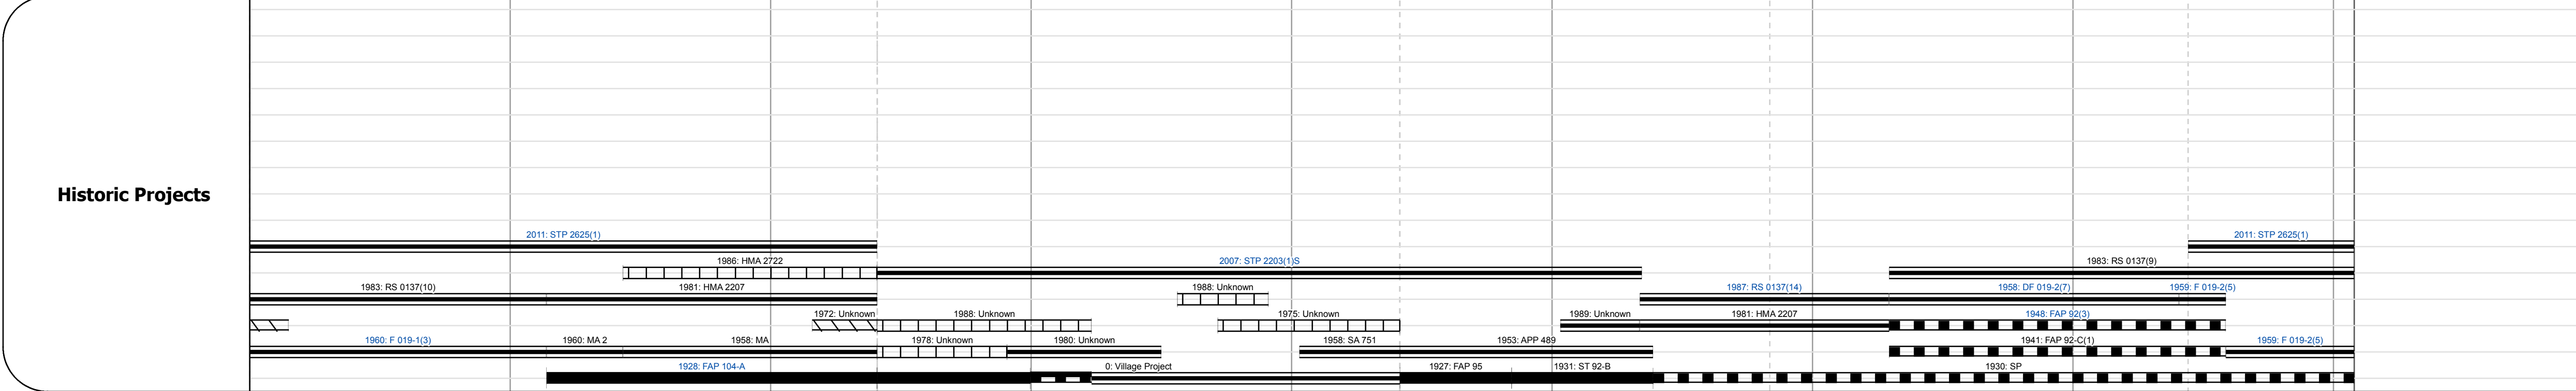 Historic Projects
2011: STP 2625(1)
2011: STP 2625(1)
1986: HMA 2722
2007: STP 2203(1)S
1983: RS 0137(9)
1983: RS 0137(10)
1981: HMA 2207
1988: Unknown
1987: RS 0137(14)
1958: DF 019-2(7)
1959: F 019-2(5)
1972: Unknown
1988: Unknown
1975: Unknown
1989: Unknown
1981: HMA 2207
1948: FAP 92(3)
1960: F 019-1(3)
1960: MA 2
1958: MA
1978: Unknown
1980: Unknown
1958: SA 751
1953: APP 489
1941: FAP 92-C(1)
1959: F 019-2(5)
1928: FAP 104-A
0: Village Project
1927: FAP 95
1931: ST 92-B
1930: SP